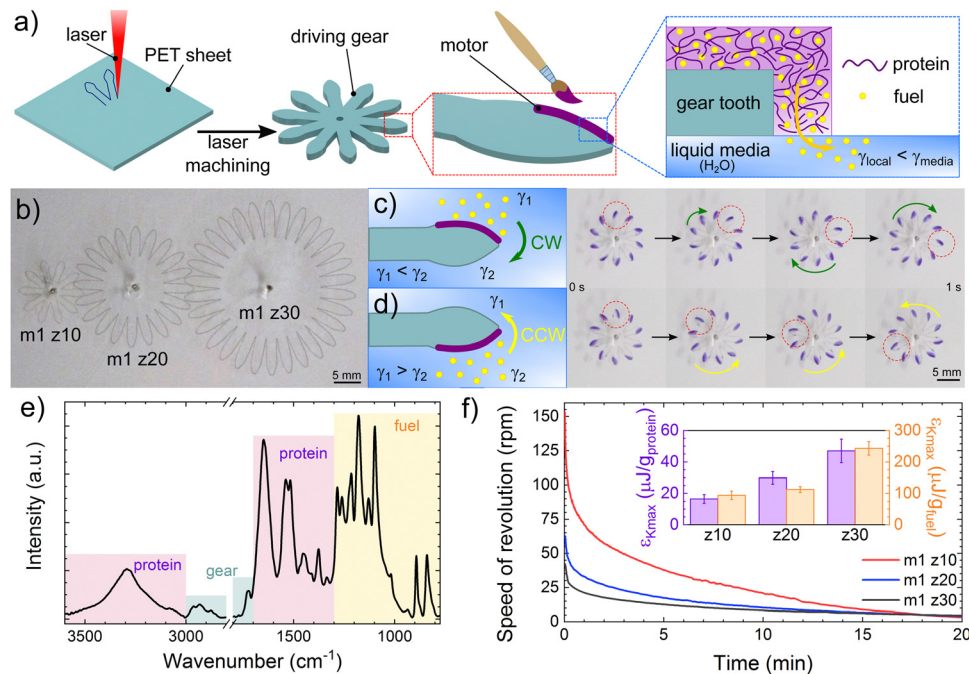 a)
laser
PET sheet
laser
machining
driving gear
motor
gear tooth
liquid media
(H₂O)
γlocal < γmedia
protein
fuel
b)
m1 z10
m1 z20
m1 z30
5 mm
c)
γ₁
CW
γ₁ < γ₂
γ₂
d)
γ₁
CCW
γ₁ > γ₂
γ₂
0 s
1 s
5 mm
e)
Intensity (a.u.)
protein
gear
protein
fuel
3500 3000 1500 1000
Wavenumber (cm⁻¹)
f)
Speed of revolution (rpm)
150
125
100
75
50
25
0
0 5 10 15 20
Time (min)
εKmax (μJ/gprotein)
60
40
20
0
z10 z20 z30
εKmax (μJ/gfuel)
300
200
100
0
m1 z10
m1 z20
m1 z30